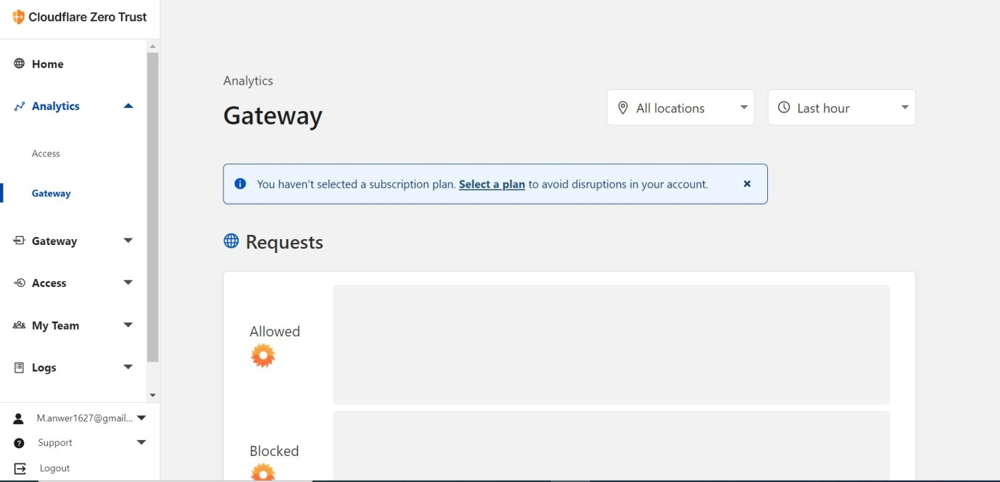 Cloudflare Zero Trust
Home
Analytics
Access
Gateway
Gateway
Access
My Team
Logs
M.anwer1627@gmail...
Support
Logout
Analytics
Gateway
All locations
Last hour
You haven't selected a subscription plan. Select a plan to avoid disruptions in your account.
Requests
Allowed
Blocked